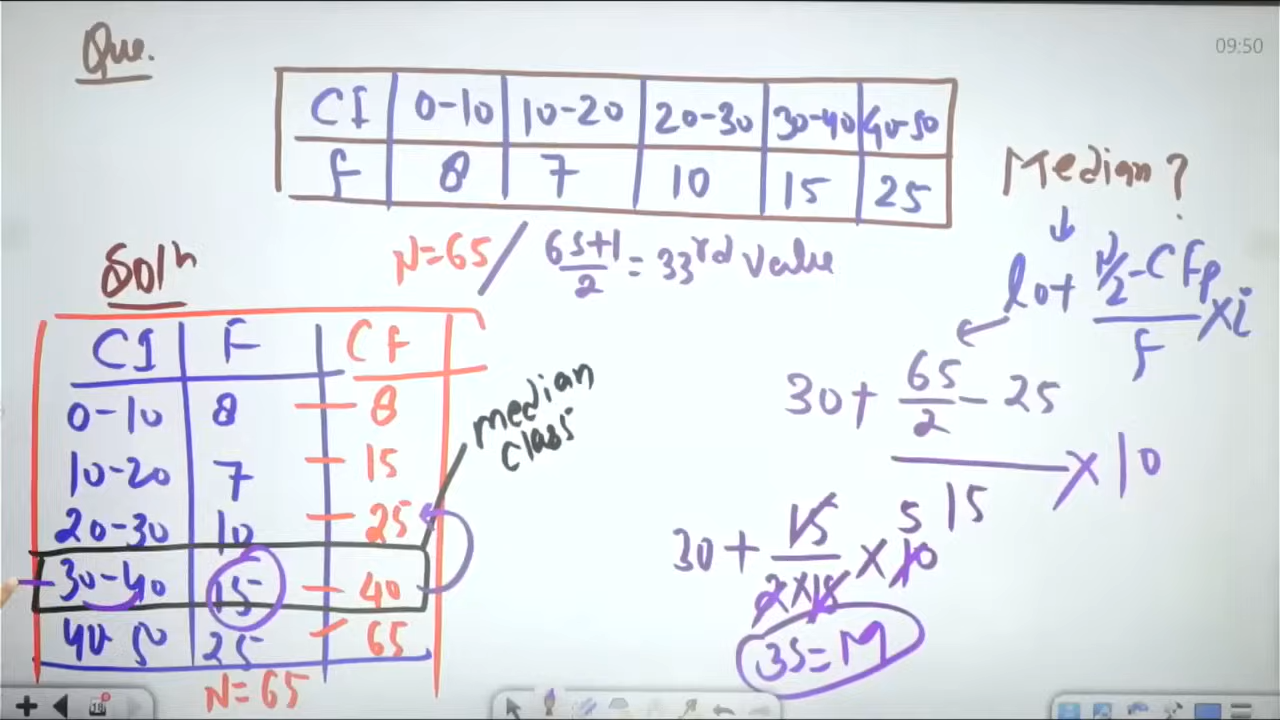 Que.
09:50
CI 0-10 10-20 20-30 30-40 40-50
F 8 7 10 15 25
Median ?
N=65 / 65+1/2 = 33rd value
lo+ N/2-CFp/F ×i
Soln
CI F CF
0-10 8 8
10-20 7 15
20-30 10 25
30-40 15 40
40-50 25 65
N=65
median
class
30+ 65/2 - 25
15 ×10
30+ 15/2×15 ×10 5
35=M
18